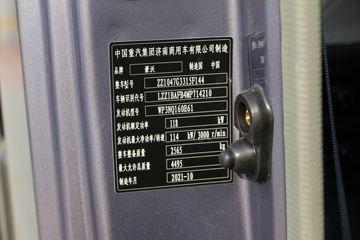 中国重汽集团济南商用车有限公司制造
品牌 豪沃 制造国 中国
整车型号 ZZ1047G3315F144
车辆识别代号 LZZ1BAFB4MP714210
发动机型号 WP3NQ160E61
发动机额定功率 118 kW
发动机最大净功率/转速 114 kW/ 3000 r/min
整车整备质量 2565 kg
最大允许总质量 4495
制造年月 2021-10